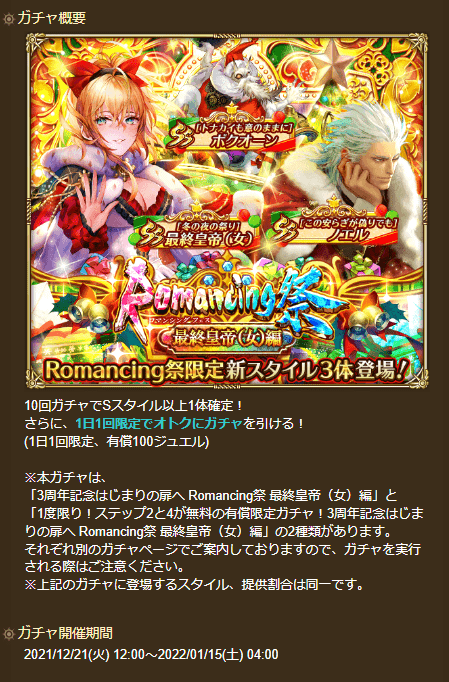 ガチャ概要
SS
[トナカイも意のままに]
ボクオーン
SS
[冬の夜の祭り]
最終皇帝(女)
SS
[この安らぎが偽りでも]
ノエル
Romancing祭
ロマンシング フェス
最終皇帝(女)編
Romancing祭限定新スタイル3体登場!
10回ガチャでSスタイル以上1体確定!
さらに、1日1回限定でオトクにガチャを引ける!
(1日1回限定、有償100ジュエル)
※本ガチャは、
「3周年記念はじまりの扉へ Romancing祭 最終皇帝（女）編」と
「1度限り！ステップ2と4が無料の有償限定ガチャ！3周年記念はじま
りの扉へ Romancing祭 最終皇帝（女）編」の2種類があります。
それぞれ別のガチャページでご案内しておりますので、ガチャを実行
される際はご注意ください。
※上記のガチャに登場するスタイル、提供割合は同一です。
ガチャ開催期間
2021/12/21(火) 12:00～2022/01/15(土) 04:00